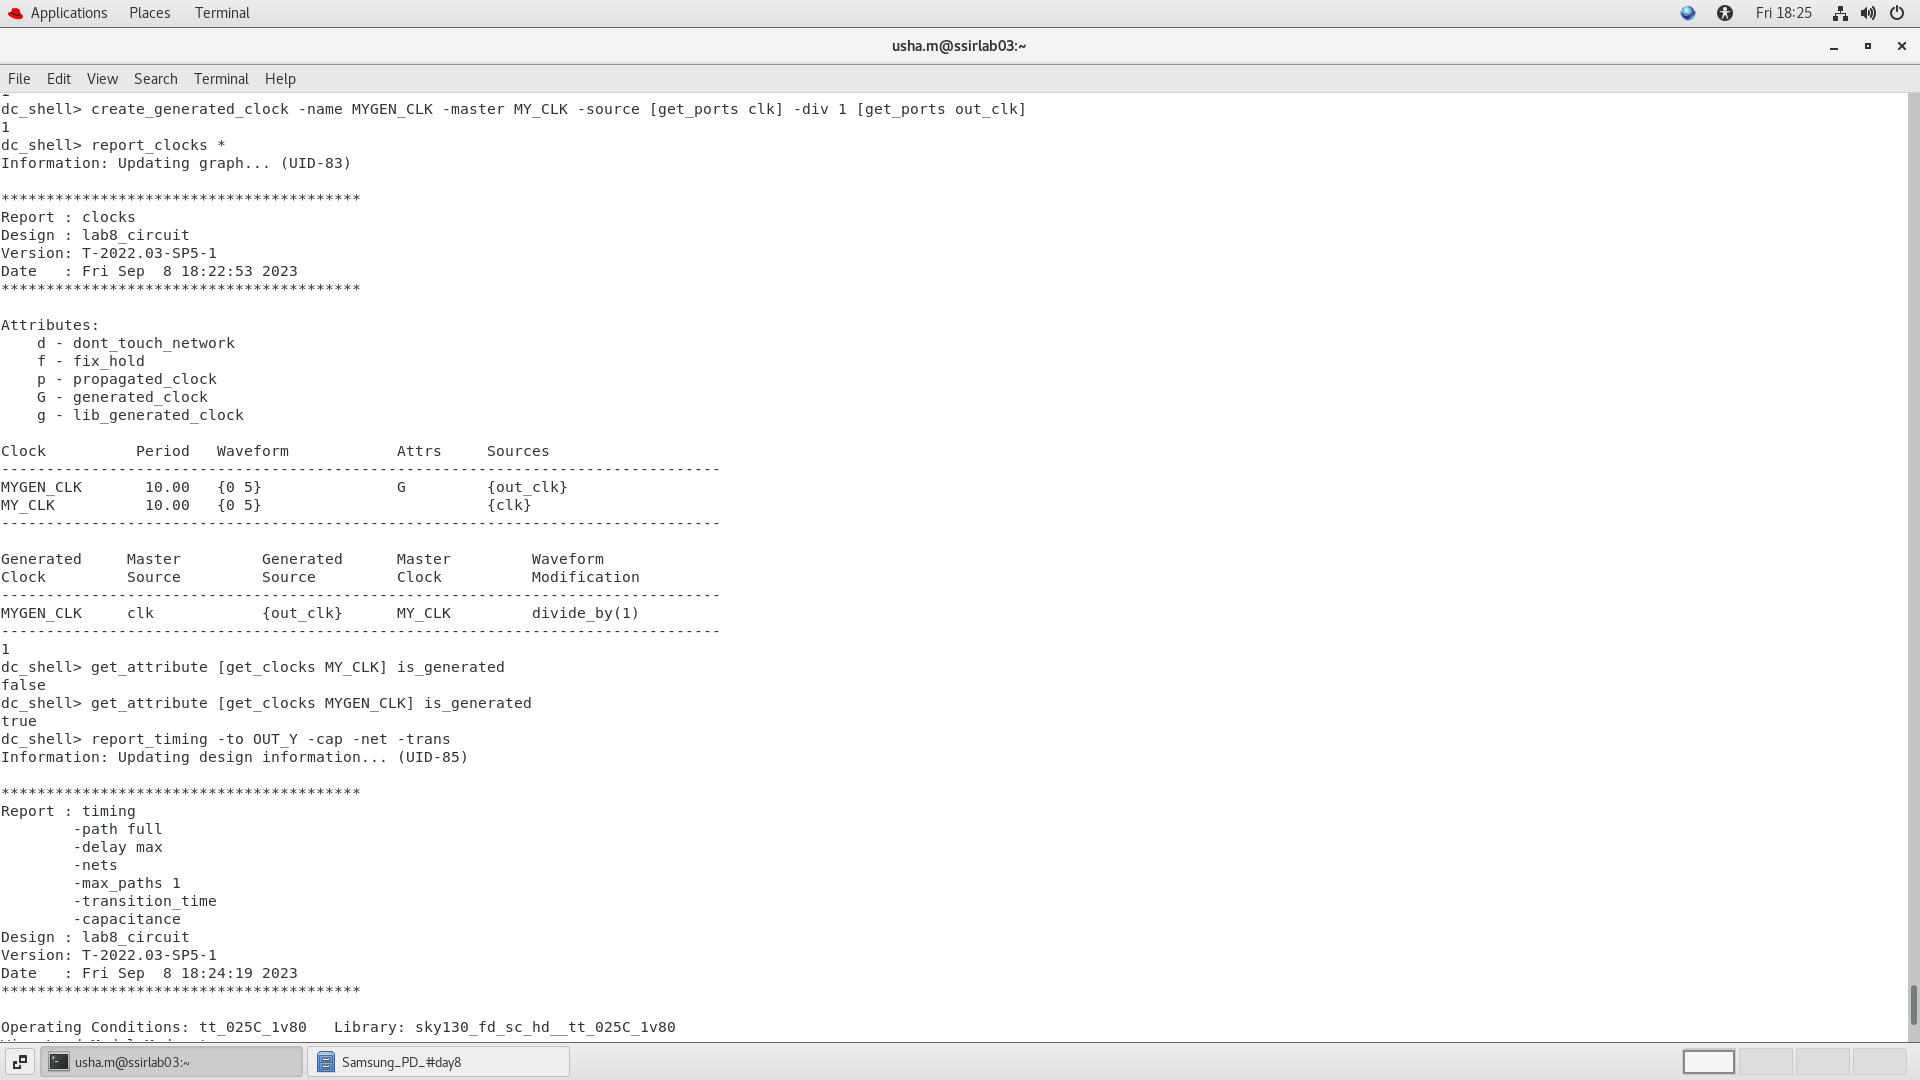 Applications Places Terminal Fri 18:25
usha.m@ssirlab03:~
File Edit View Search Terminal Help
dc_shell> create_generated_clock -name MYGEN_CLK -master MY_CLK -source [get_ports clk] -div 1 [get_ports out_clk]
1
dc_shell> report_clocks *
Information: Updating graph... (UID-83)
****************************************
Report : clocks
Design : lab8_circuit
Version: T-2022.03-SP5-1
Date   : Fri Sep  8 18:22:53 2023
****************************************
Attributes:
    d - dont_touch_network
    f - fix_hold
    p - propagated_clock
    G - generated_clock
    g - lib_generated_clock
Clock          Period   Waveform            Attrs     Sources
--------------------------------------------------------------------------------
MYGEN_CLK       10.00   {0 5}               G         {out_clk}
MY_CLK          10.00   {0 5}                         {clk}
--------------------------------------------------------------------------------
Generated     Master         Generated      Master         Waveform
Clock         Source         Source         Clock          Modification
--------------------------------------------------------------------------------
MYGEN_CLK     clk            {out_clk}      MY_CLK         divide_by(1)
--------------------------------------------------------------------------------
1
dc_shell> get_attribute [get_clocks MY_CLK] is_generated
false
dc_shell> get_attribute [get_clocks MYGEN_CLK] is_generated
true
dc_shell> report_timing -to OUT_Y -cap -net -trans
Information: Updating design information... (UID-85)
****************************************
Report : timing
        -path full
        -delay max
        -nets
        -max_paths 1
        -transition_time
        -capacitance
Design : lab8_circuit
Version: T-2022.03-SP5-1
Date   : Fri Sep  8 18:24:19 2023
****************************************
Operating Conditions: tt_025C_1v80   Library: sky130_fd_sc_hd__tt_025C_1v80
usha.m@ssirlab03:~ Samsung_PD_#day8